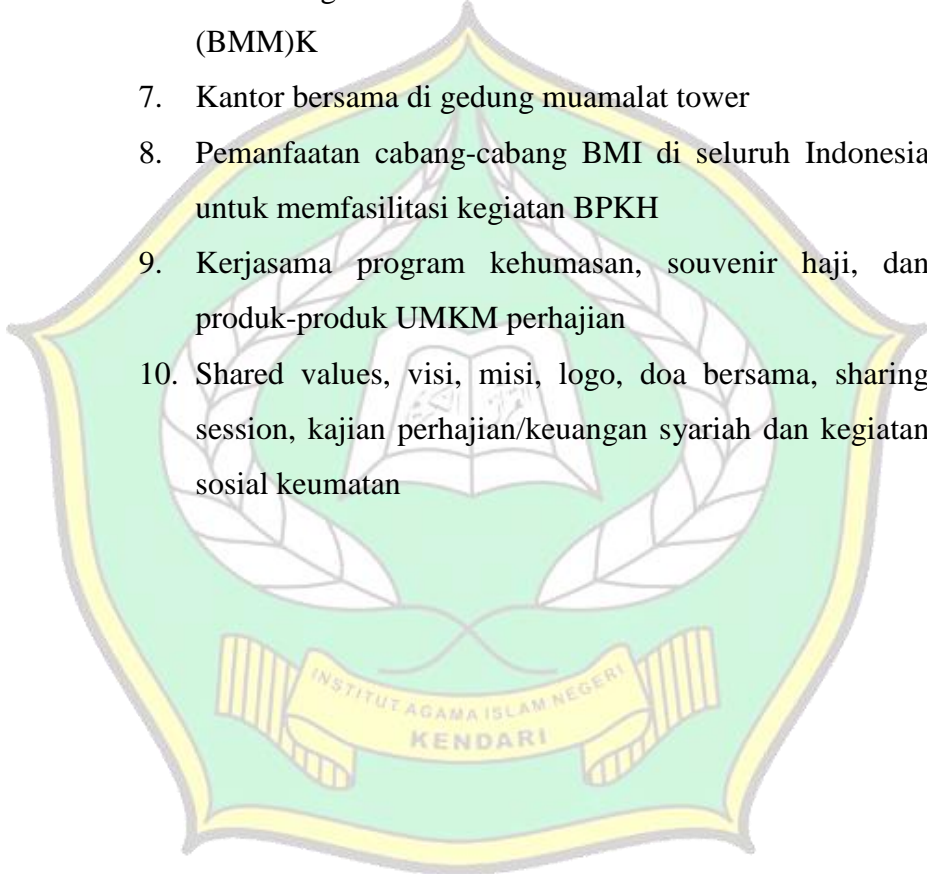 (BMM)K
7. Kantor bersama di gedung muamalat tower
8. Pemanfaatan cabang-cabang BMI di seluruh Indonesia
untuk memfasilitasi kegiatan BPKH
9. Kerjasama program kehumasan, souvenir haji, dan
produk-produk UMKM perhajian
10. Shared values, visi, misi, logo, doa bersama, sharing
session, kajian perhajian/keuangan syariah dan kegiatan
sosial keumatan
INSTITUT AGAMA ISLAM NEGERI
KENDARI